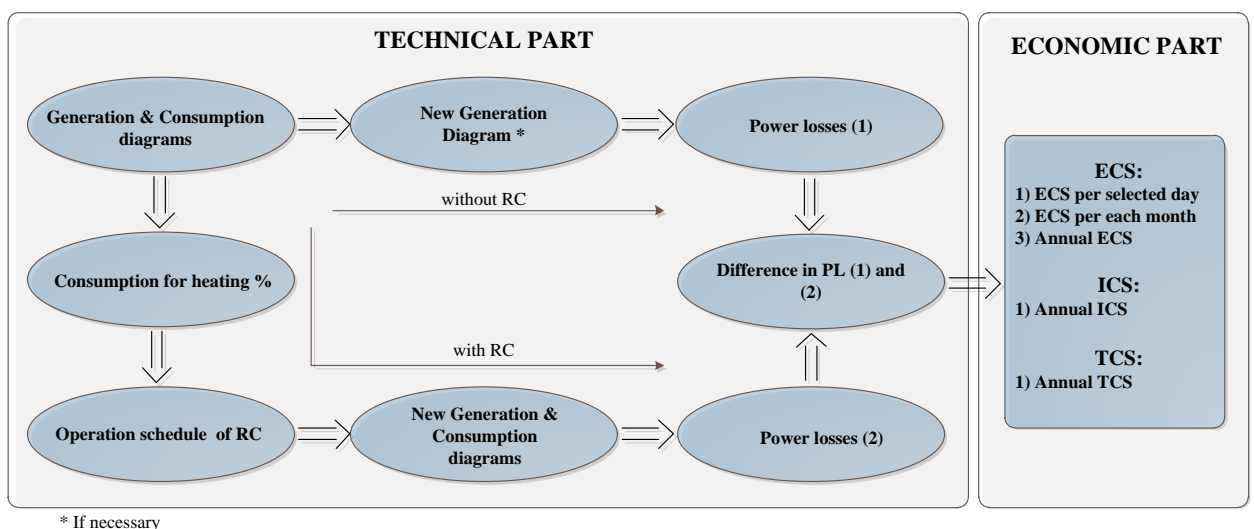 TECHNICAL PART
Generation & Consumption
diagrams
New Generation
Diagram *
Power losses (1)
without RC
Consumption for heating %
Difference in PL (1) and
(2)
with RC
Operation schedule of RC
New Generation &
Consumption
diagrams
Power losses (2)
ECONOMIC PART
ECS:
1) ECS per selected day
2) ECS per each month
3) Annual ECS
ICS:
1) Annual ICS
TCS:
1) Annual TCS
* If necessary